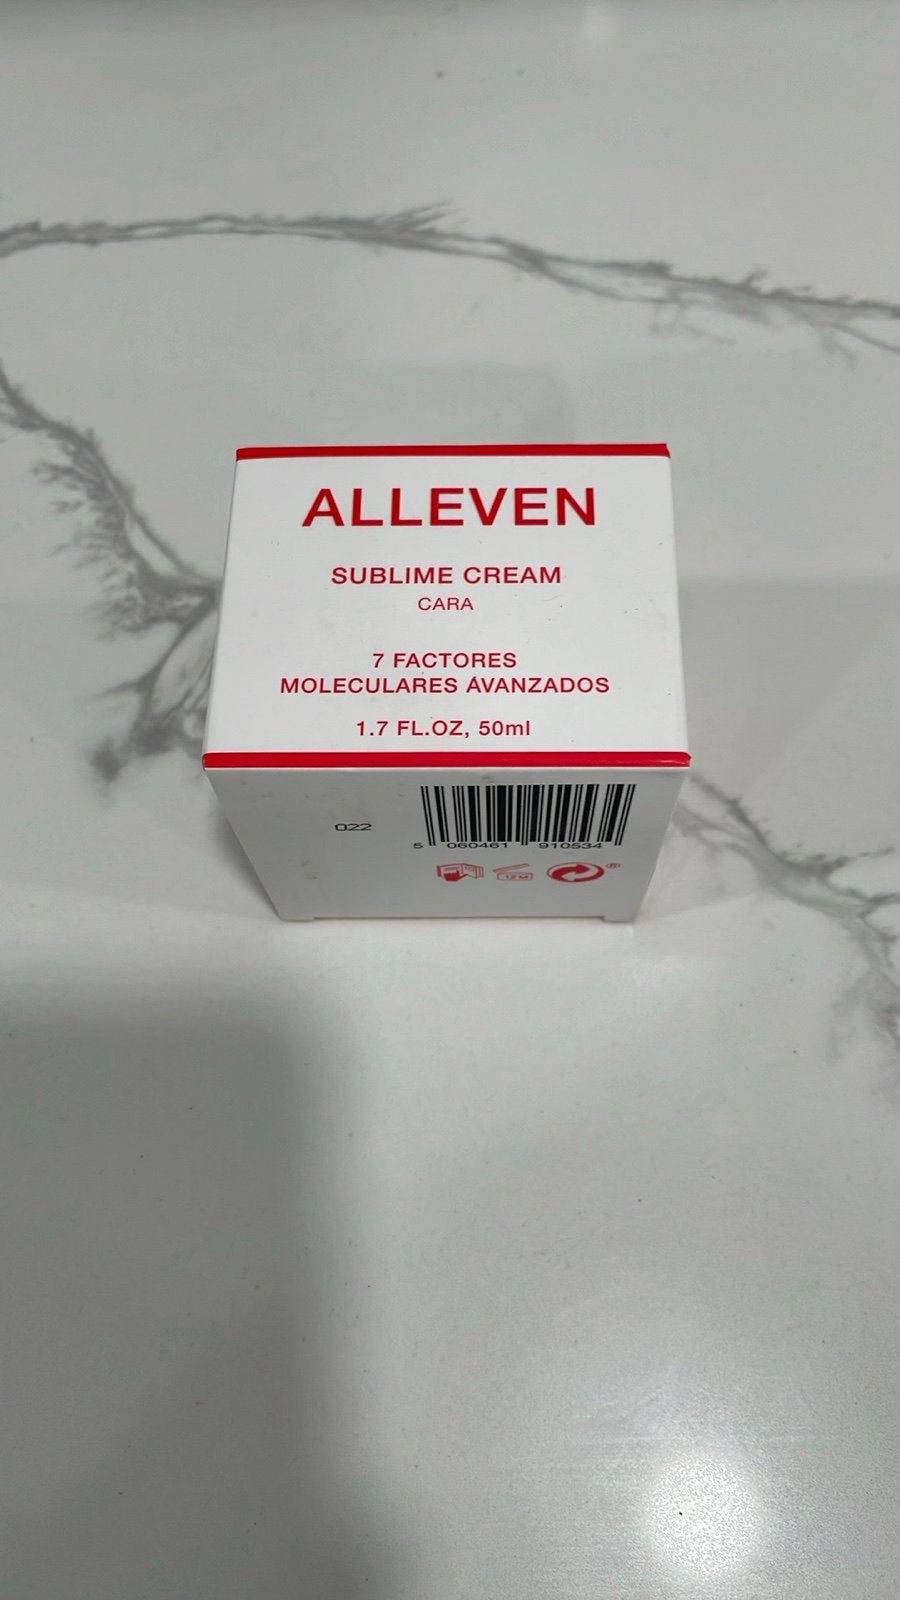 ALLEVEN
SUBLIME CREAM
CARA
7 FACTORES
MOLECULARES AVANZADOS
1.7 FL.OZ, 50ml
022
5 060461 910534
12M
®